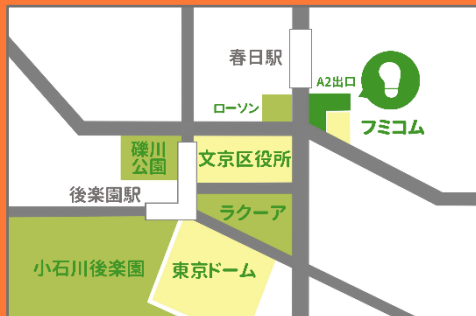 春日駅
A2出口
ローソン
フミコム
礫川
公園
文京区役所
後楽園駅
ラクーア
小石川後楽園
東京ドーム